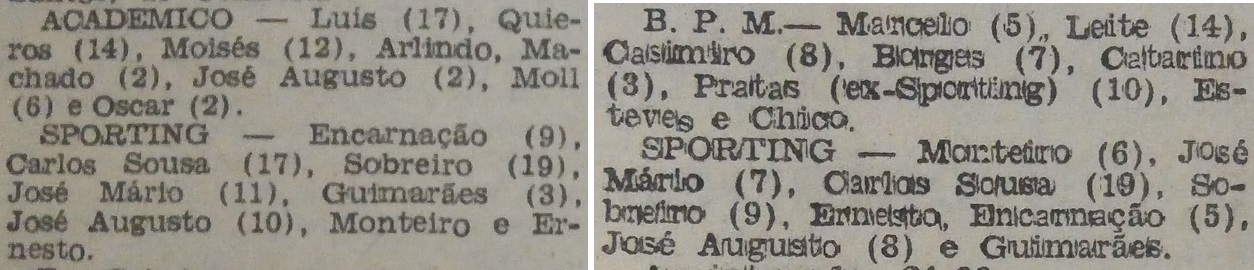 ACADEMICO — Luis (17), Quie-
ros (14), Moisés (12), Arlindo, Ma-
chado (2), José Augusto (2), Moll
(6) e Oscar (2).
SPORTING — Encarnação (9),
Carlos Sousa (17), Sobreiro (19),
José Mário (11), Guimarães (3),
José Augusto (10), Monteiro e Er-
nesto.
B. P. M.— Marcelo (5),, Leite (14),
Casimiro (8), Borges (7), Catarino
(3), Pratas (ex-Sporting) (10), Es-
teves e Chico.
SPORTING — Monteiro (6), José
Mário (7), Carlos Sousa (19), So-
breiro (9), Ernesto, Encarnação (5),
José Augusto (8) e Guimarães.